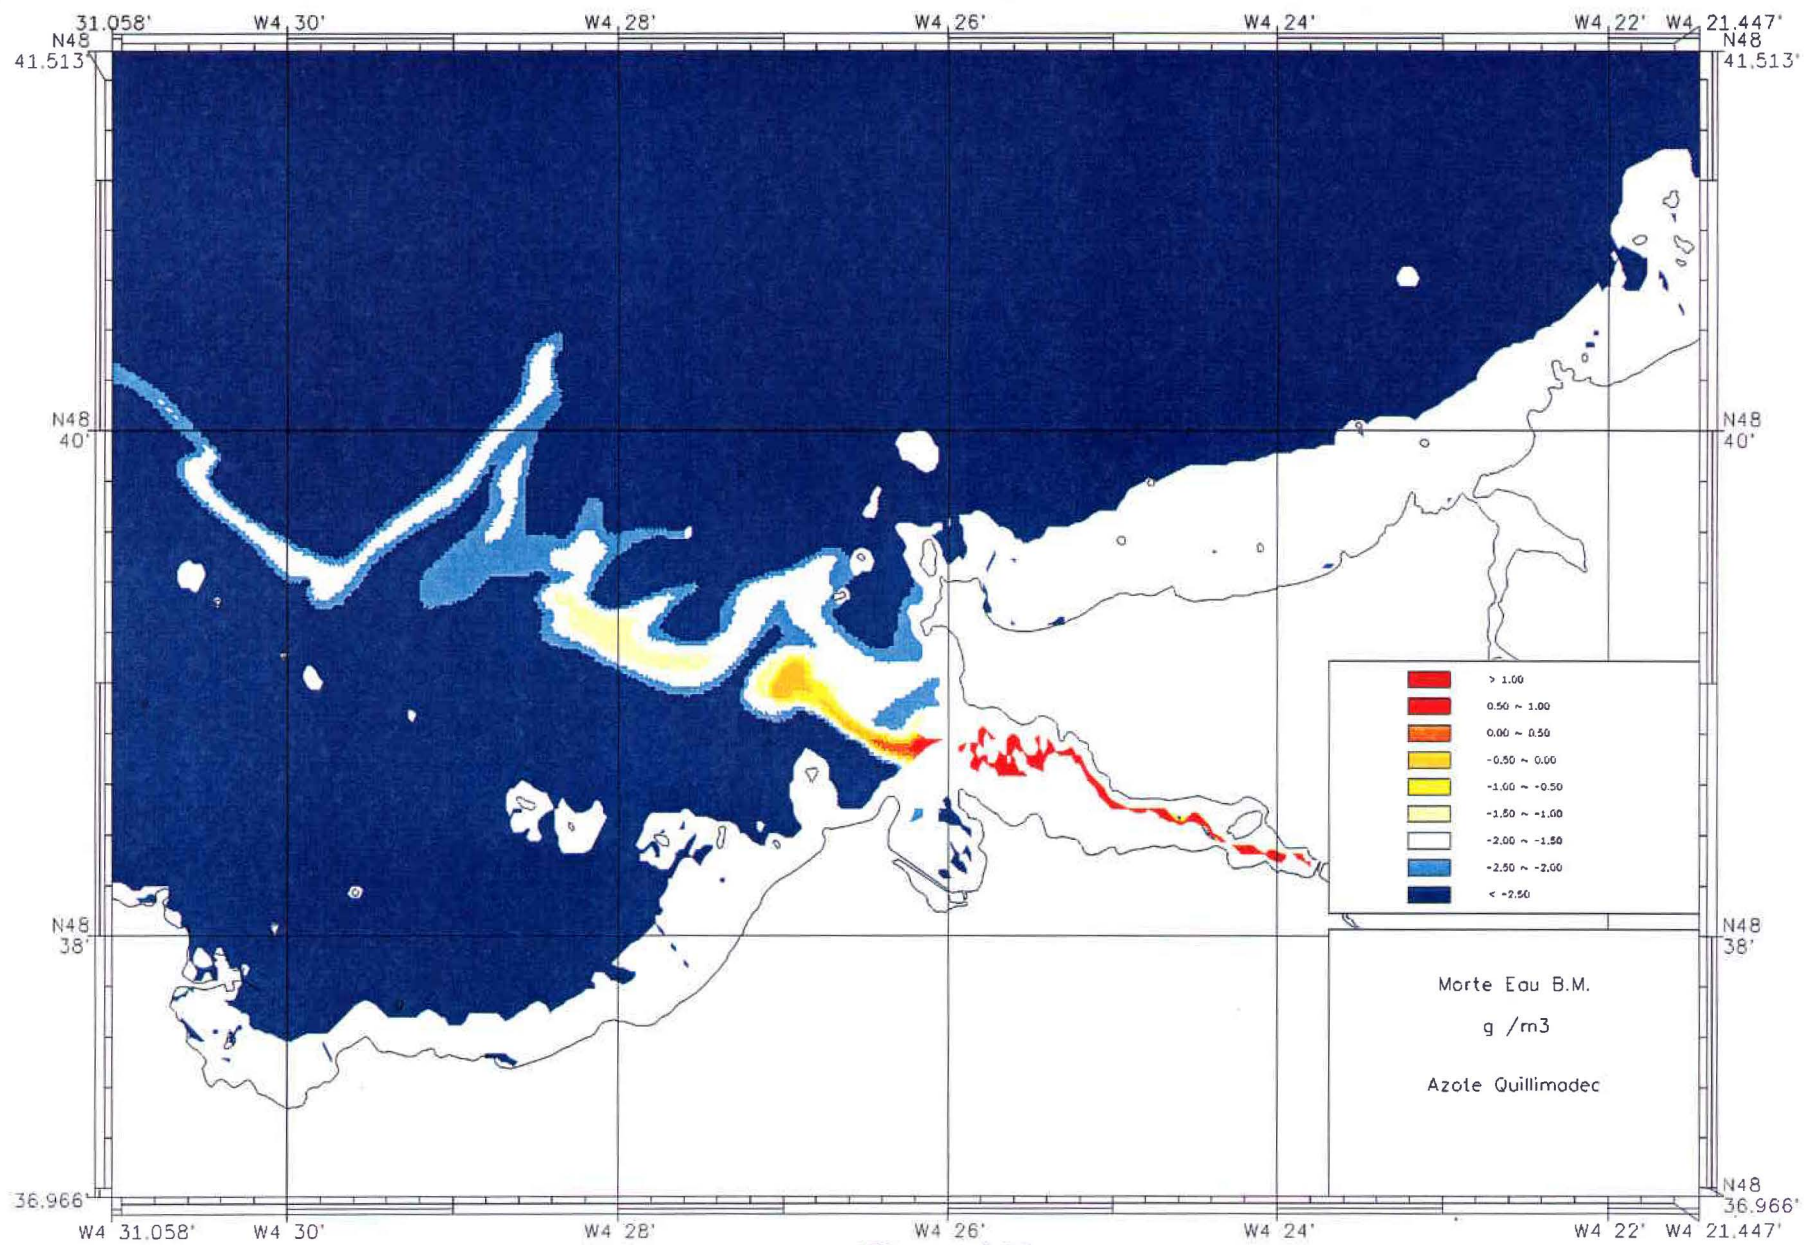 31.058' W4 30' W4 28' W4 26' W4 24' W4 22' W4 21.447'
N48 N48
41.513' 41.513'
N48 N48
40' 40'
> 1.00
0.50 ~ 1.00
0.00 ~ 0.50
-0.50 ~ 0.00
-1.00 ~ -0.50
-1.50 ~ -1.00
-2.00 ~ -1.50
-2.50 ~ -2.00
< -2.50
N48 N48
38' 38'
Morte Eau B.M.
g /m3
Azote Quillimadec
N48
36.966' 36.966'
W4 31.058' W4 30' W4 28' W4 26' W4 24' W4 22' W4 21.447'